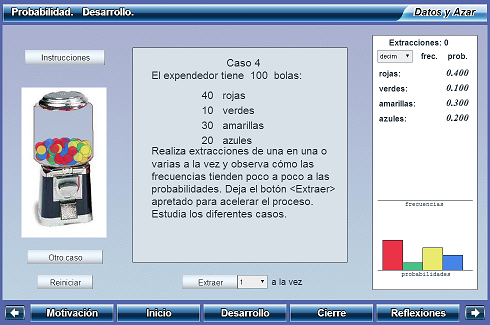 Probabilidad. Desarrollo.
Datos y Azar
Instrucciones
Caso 4
El expendedor tiene 100 bolas:
40 rojas
10 verdes
30 amarillas
20 azules
Realiza extracciones de una en una o
varias a la vez y observa cómo las
frecuencias tienden poco a poco a las
probabilidades. Deja el botón <Extraer>
apretado para acelerar el proceso.
Estudia los diferentes casos.
Extracciones: 0
decim frec. prob.
rojas: 0.400
verdes: 0.100
amarillas: 0.300
azules: 0.200
frecuencias
probabilidades
Otro caso
Reiniciar
Extraer 1 a la vez
Motivación Inicio Desarrollo Cierre Reflexiones